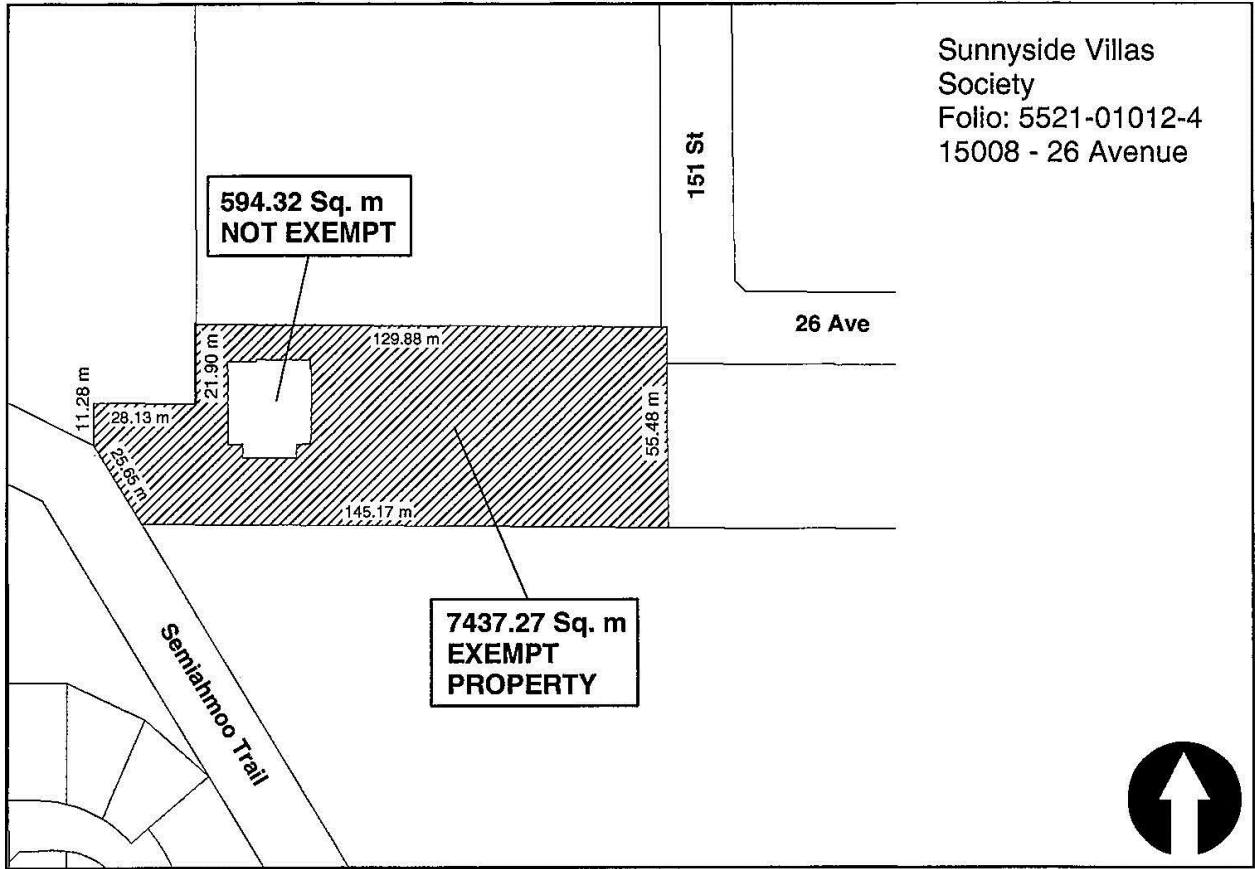 Sunnyside Villas
Society
Folio: 5521-01012-4
15008 - 26 Avenue
151 St
594.32 Sq. m
NOT EXEMPT
26 Ave
129.88 m
21.90 m
11.28 m
28.13 m
55.48 m
25.65 m
145.17 m
7437.27 Sq. m
EXEMPT
PROPERTY
Semiahmoo Trail